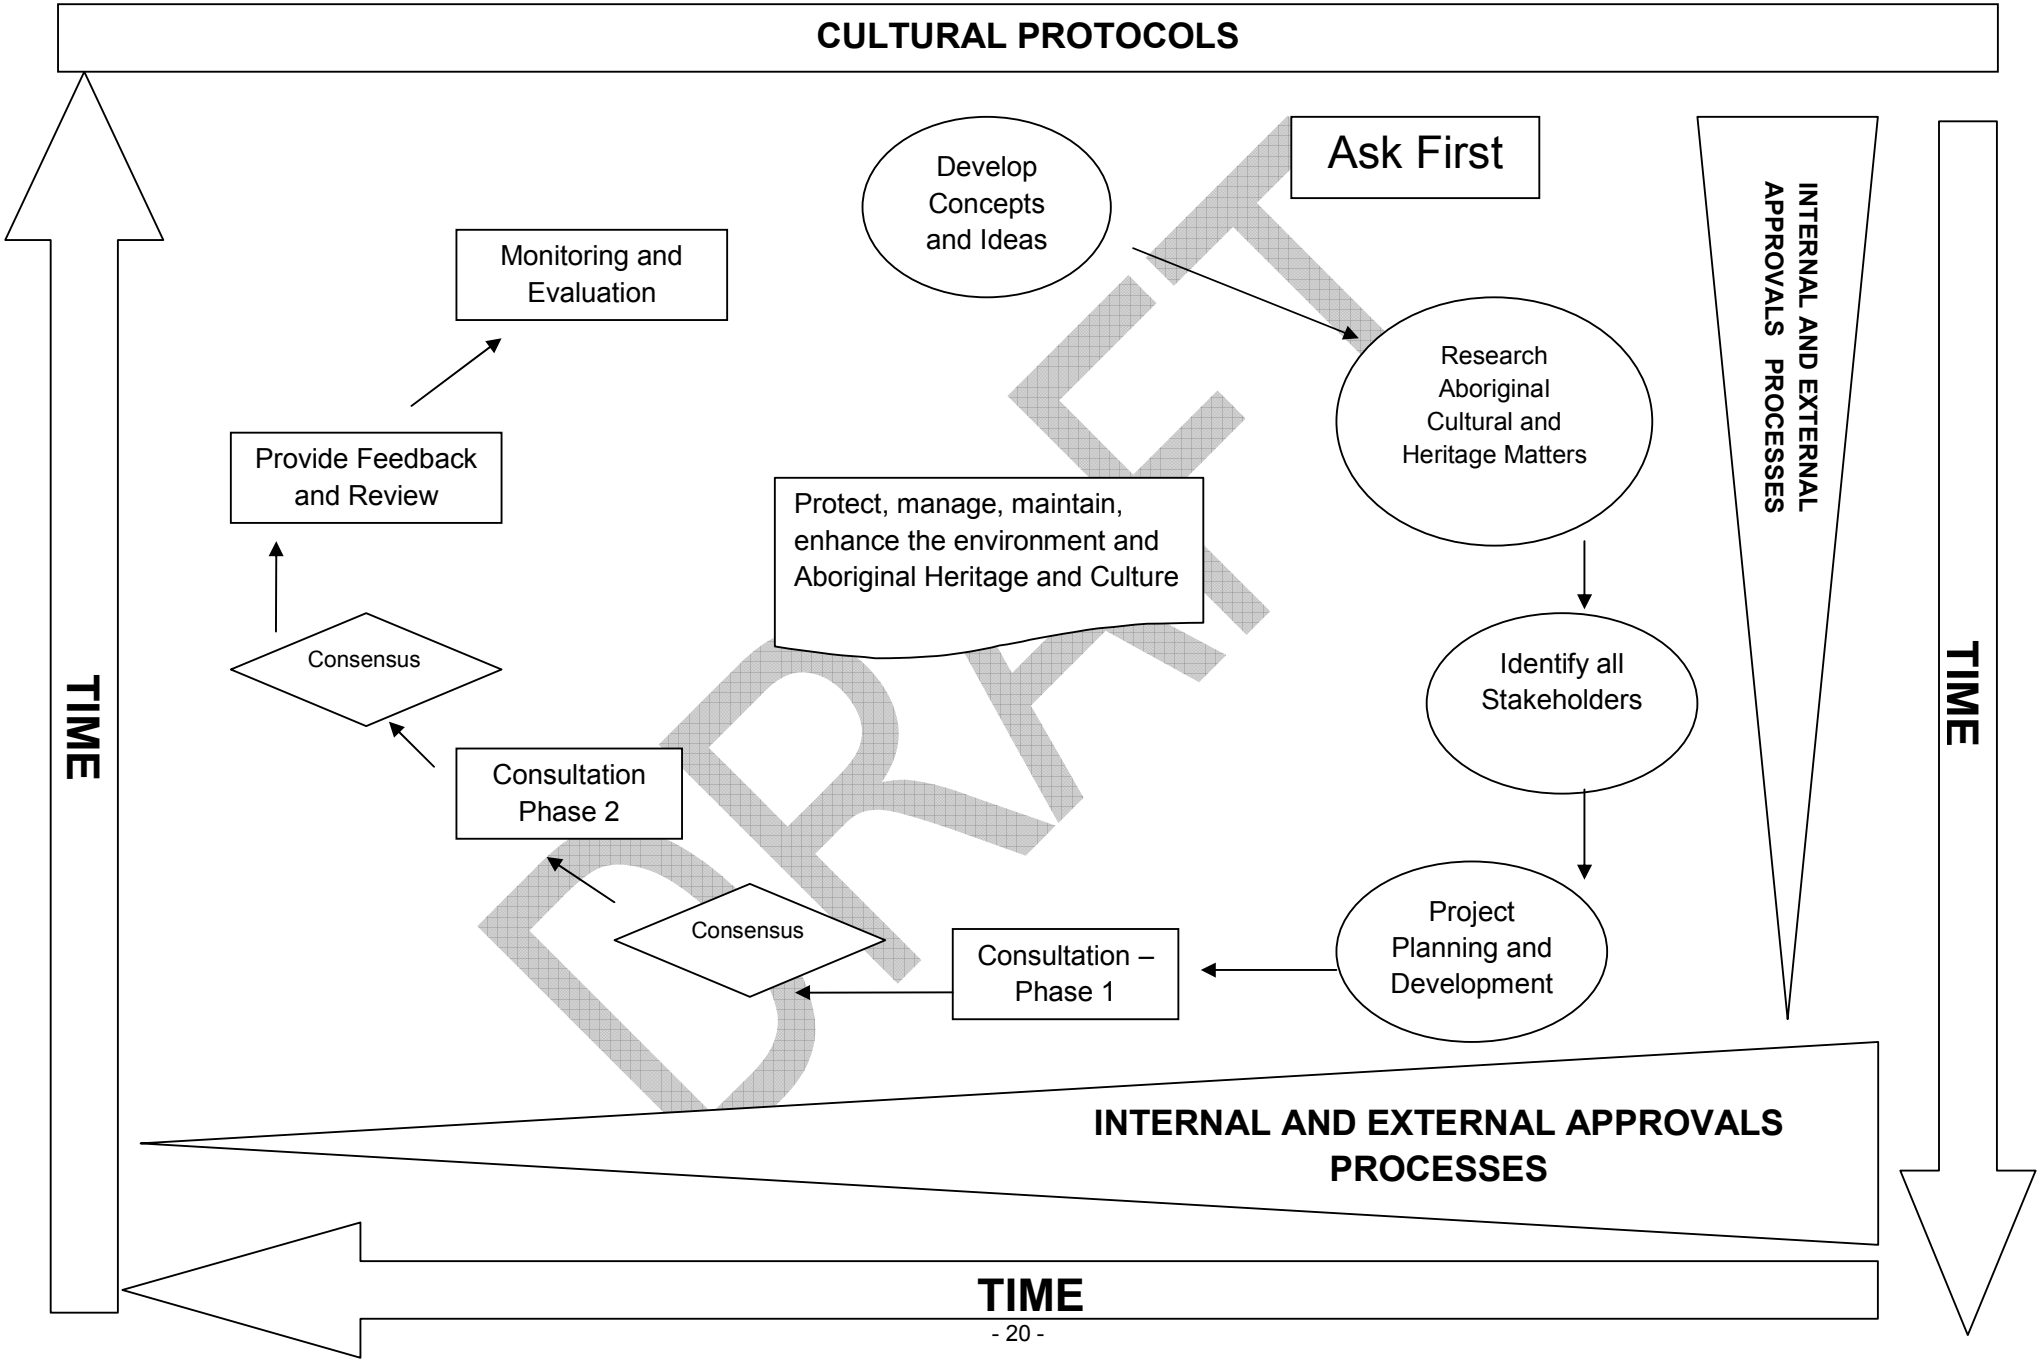 CULTURAL PROTOCOLS
Develop
Concepts
and Ideas
Ask First
INTERNAL AND EXTERNAL
APPROVALS PROCESSES
Monitoring and
Evaluation
Research
Aboriginal
Cultural and
Heritage Matters
Provide Feedback
and Review
Protect, manage, maintain,
enhance the environment and
Aboriginal Heritage and Culture
Consensus
Identify all
Stakeholders
TIME
TIME
Consultation
Phase 2
Consensus
Consultation –
Phase 1
Project
Planning and
Development
DRAFT
INTERNAL AND EXTERNAL APPROVALS
PROCESSES
TIME
- 20 -